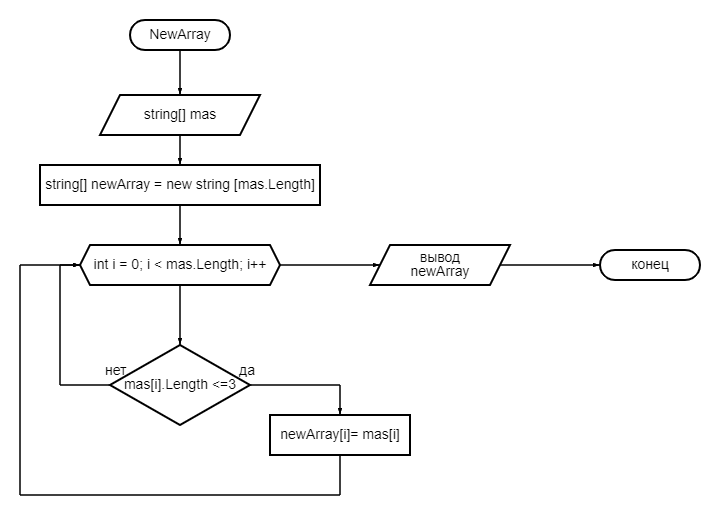 NewArray
string[] mas
string[] newArray = new string [mas.Length]
int i = 0; i < mas.Length; i++
вывод
newArray
конец
нет
да
mas[i].Length <=3
newArray[i]= mas[i]